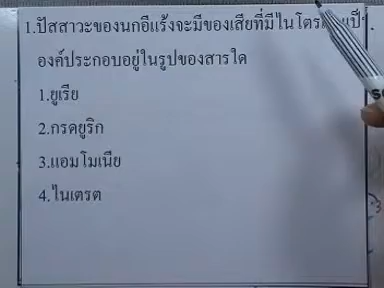 1.ปัสสาวะของนกอีแร้งจะมีของเสียที่มีไนโตร
องค์ประกอบอยู่ในรูปของสารใด
1.ยูเรีย
2.กรดยูริก
3.แอมโมเนีย
4.ไนเตรต